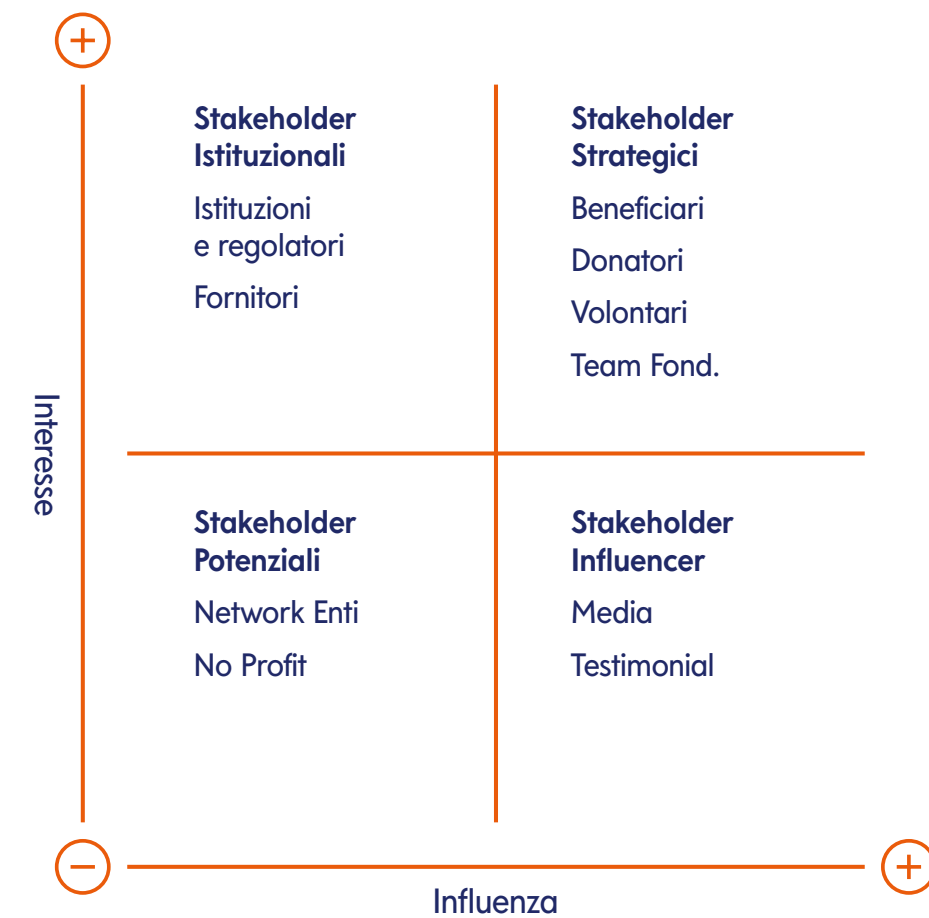 Stakeholder
Istituzionali
Istituzioni
e regolatori
Fornitori
Stakeholder
Strategici
Beneficiari
Donatori
Volontari
Team Fond.
Interesse
Stakeholder
Potenziali
Network Enti
No Profit
Stakeholder
Influencer
Media
Testimonial
Influenza